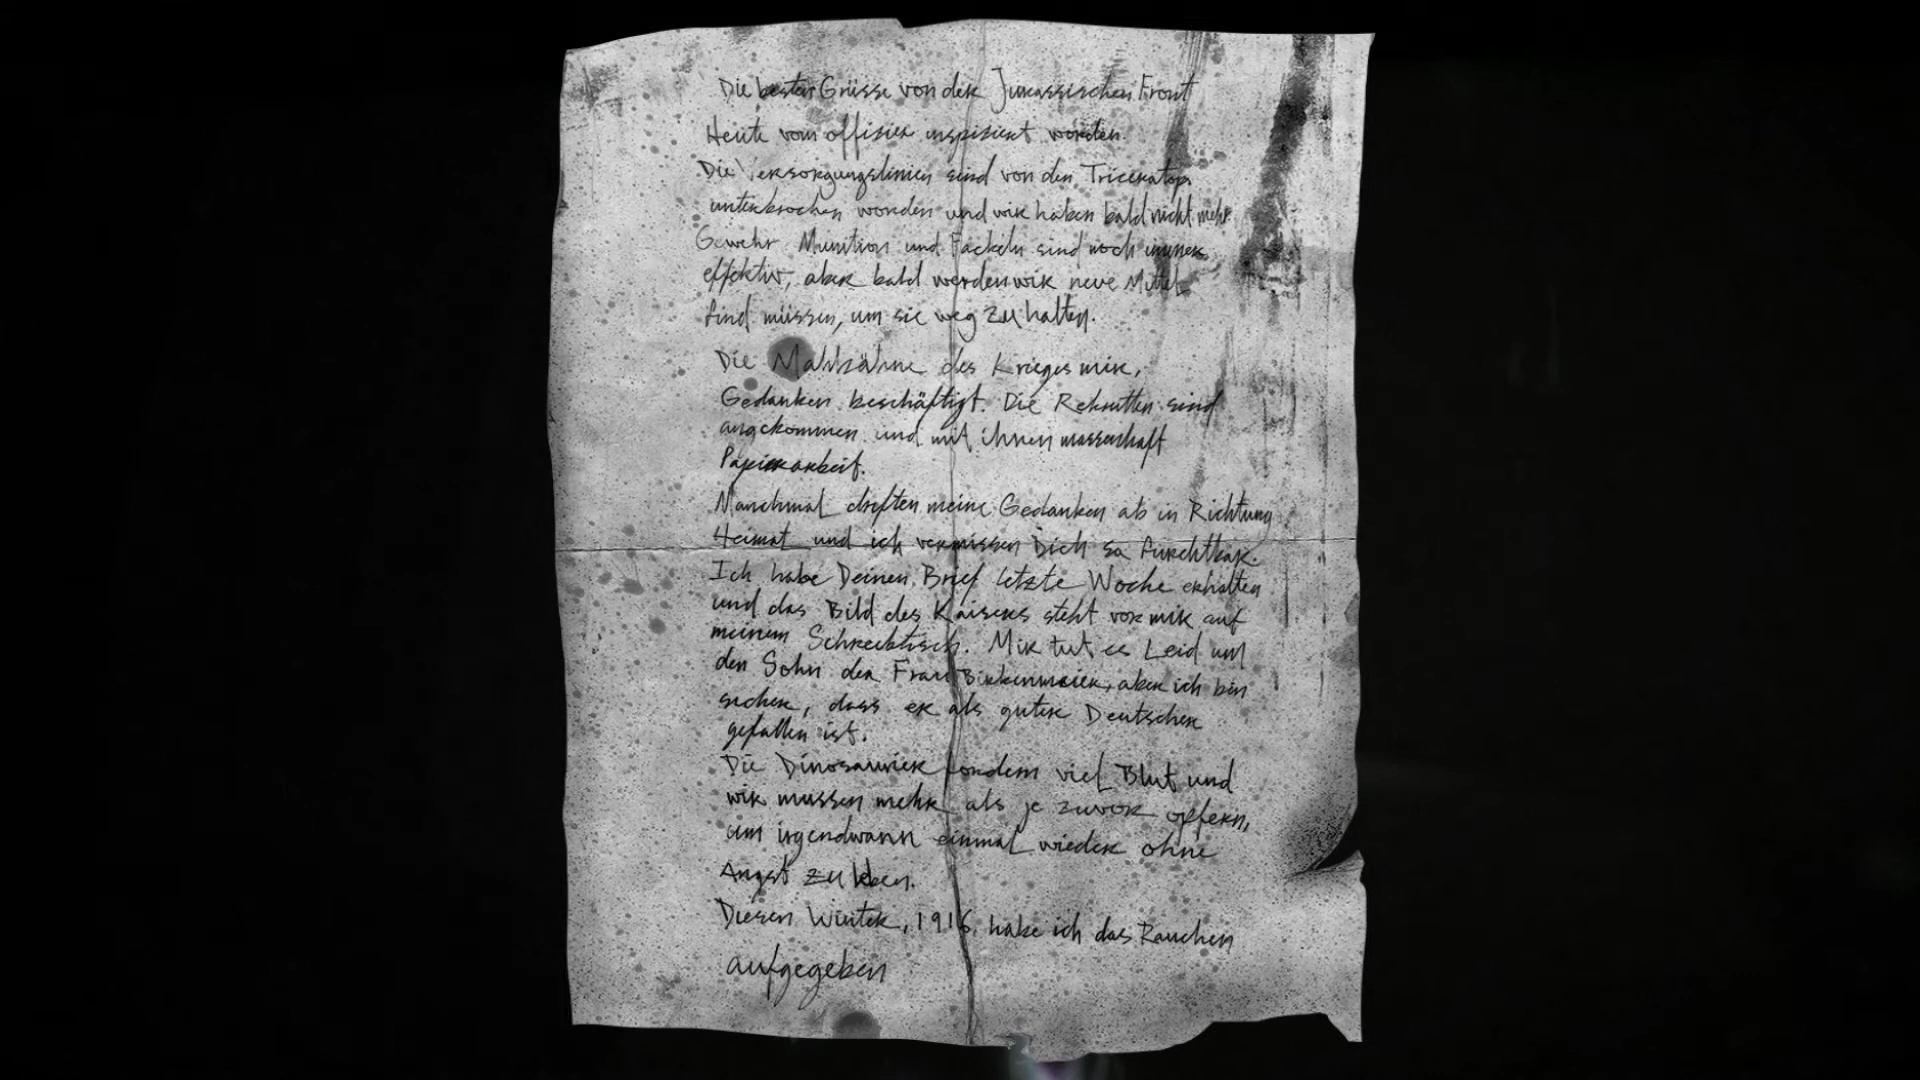 Die besten Grüsse von der Jurassischen Front
Heute vom offizier inspiziert worden.
Die Versorgungslinien sind von den Triceratops
unterbrochen worden und wir haben bald nicht mehr
Gewehr Munition und Fackeln sind noch immer
effektiv, aber bald werden wir neue Mittel
find müssen, um sie weg zu halten.
Die Mahlzähne des Krieges mir,
Gedanken beschäftigt. Die Rekrutten sind
angekommen und mit ihnen massenhaft
Papierarbeit.
Manchmal driften meine Gedanken ab in Richtung
Heimat und ich vermissen Dich so furchtbar.
Ich habe Deinen Brief letzte Woche erhalten
und das Bild des Kaisers steht vor mir auf
meinem Schreibtisch. Mir tut es Leid um
den Sohn der Frau Birkenmeier, aber ich bin
sicher, dass er als guter Deutscher
gefallen ist.
Die Dinosaurier fordern viel Blut und
wir mussen mehr als je zuvor opfern,
um irgendwann einmal wieder ohne
Angst zu leben.
Diesen Winter, 1916, habe ich das Rauchen
aufgegeben